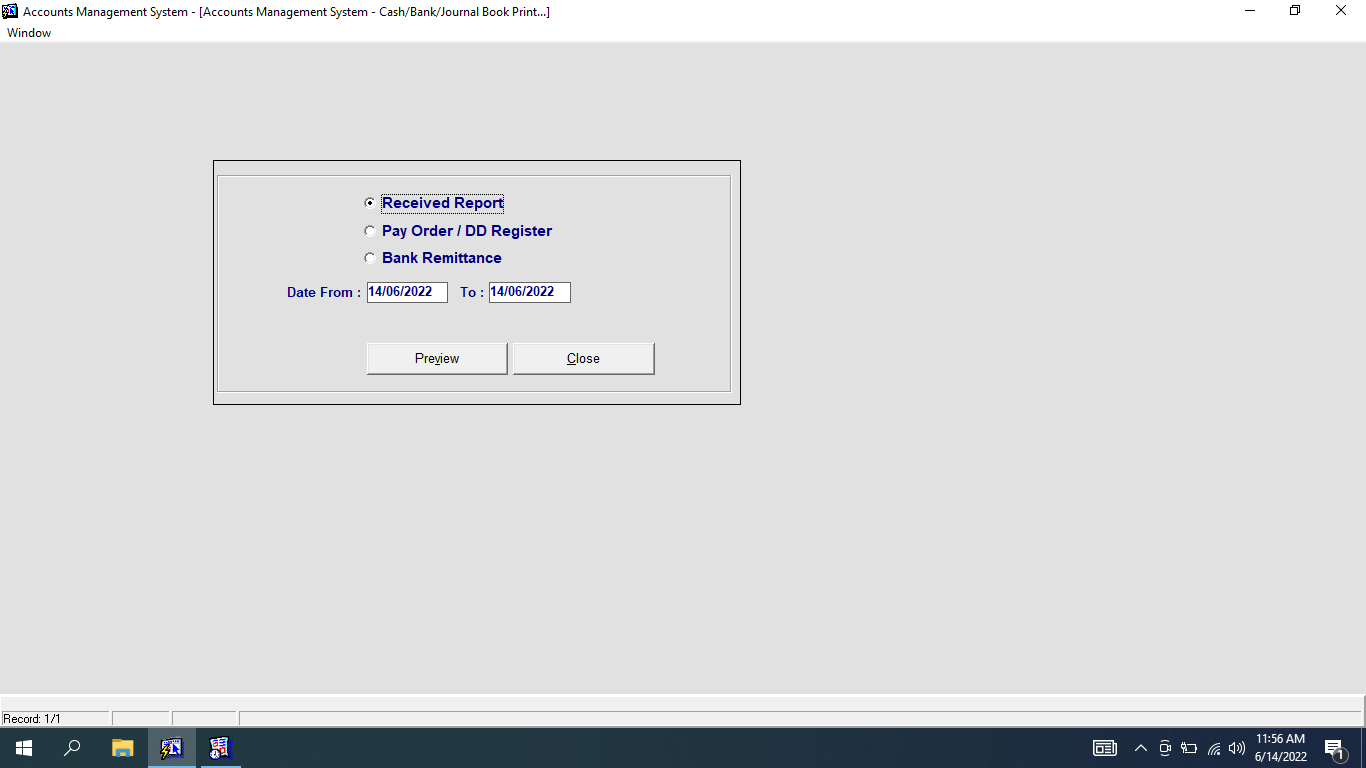 Accounts Management System - [Accounts Management System - Cash/Bank/Journal Book Print...]
Window
Received Report
Pay Order / DD Register
Bank Remittance
Date From : 14/06/2022 To : 14/06/2022
Preview Close
Record: 1/1
11:56 AM
6/14/2022
1